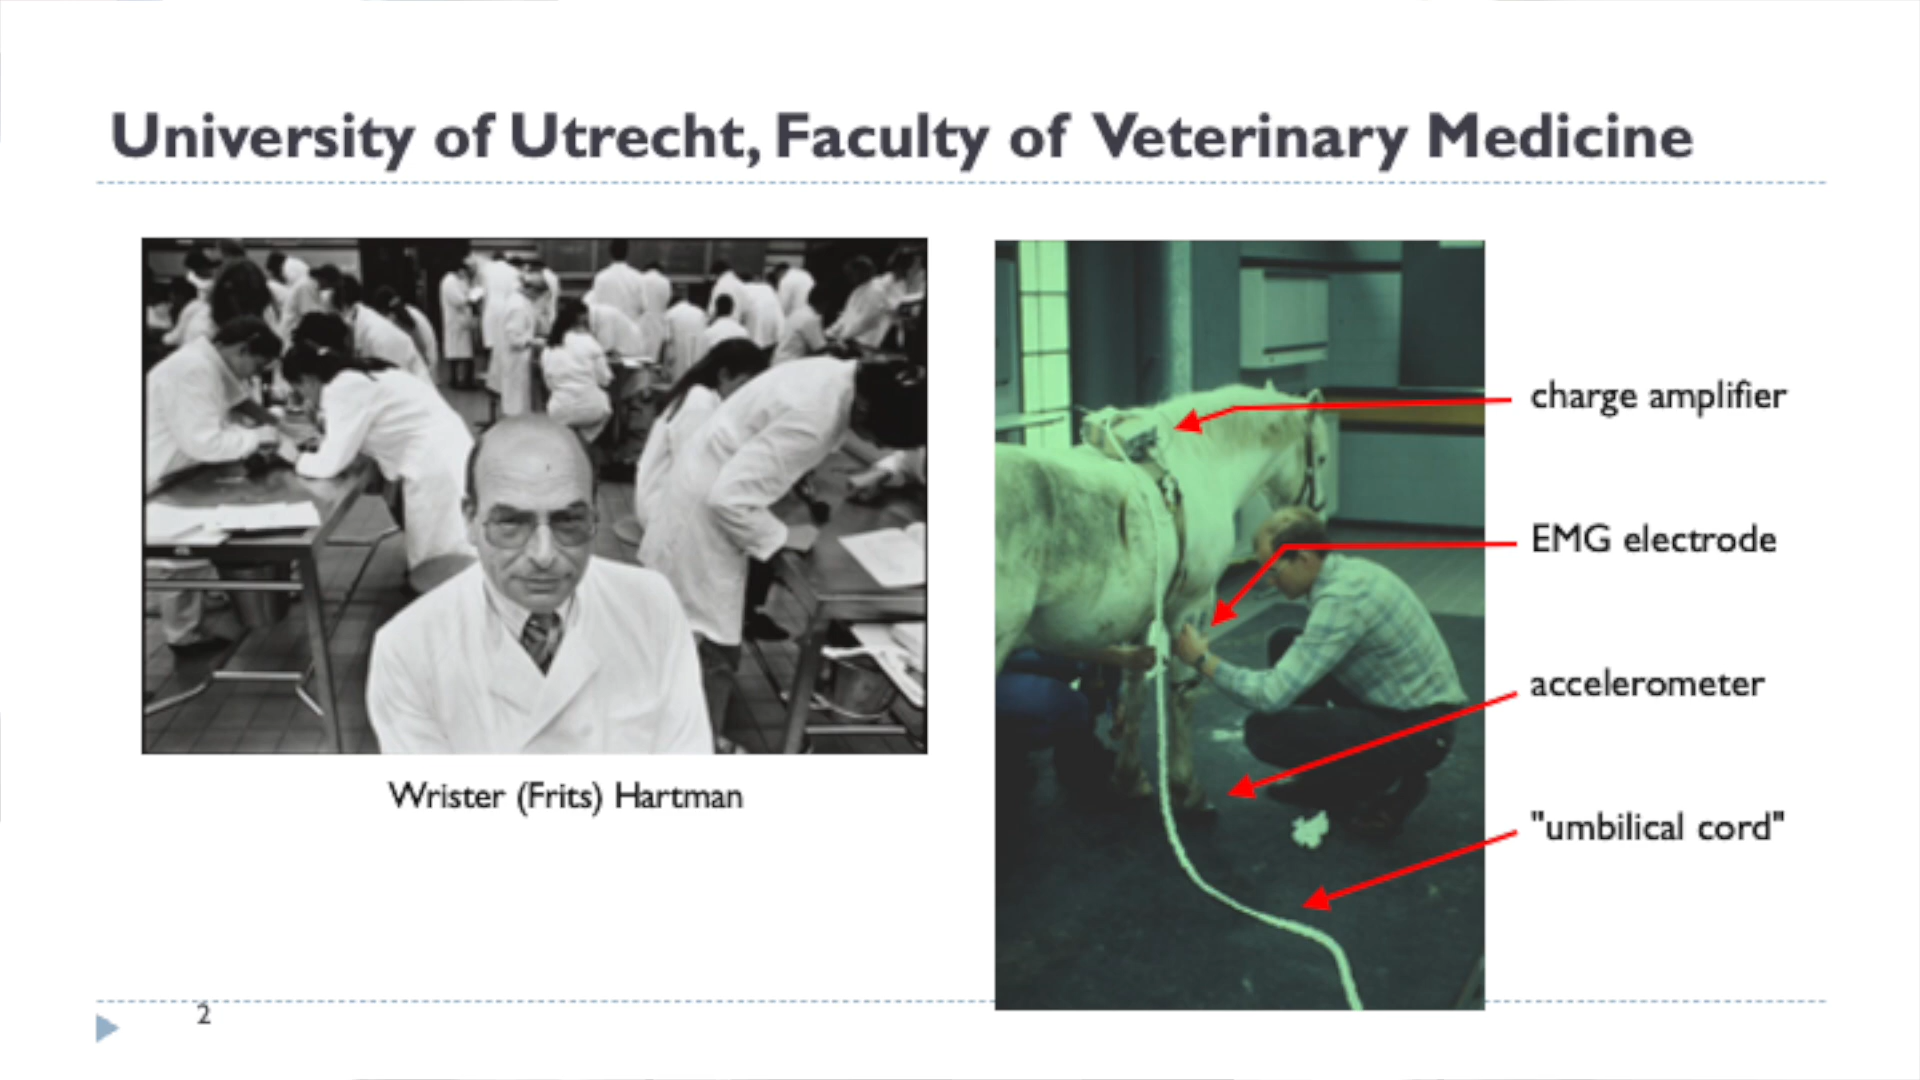 University of Utrecht, Faculty of Veterinary Medicine
Wrister (Frits) Hartman
charge amplifier
EMG electrode
accelerometer
"umbilical cord"
2